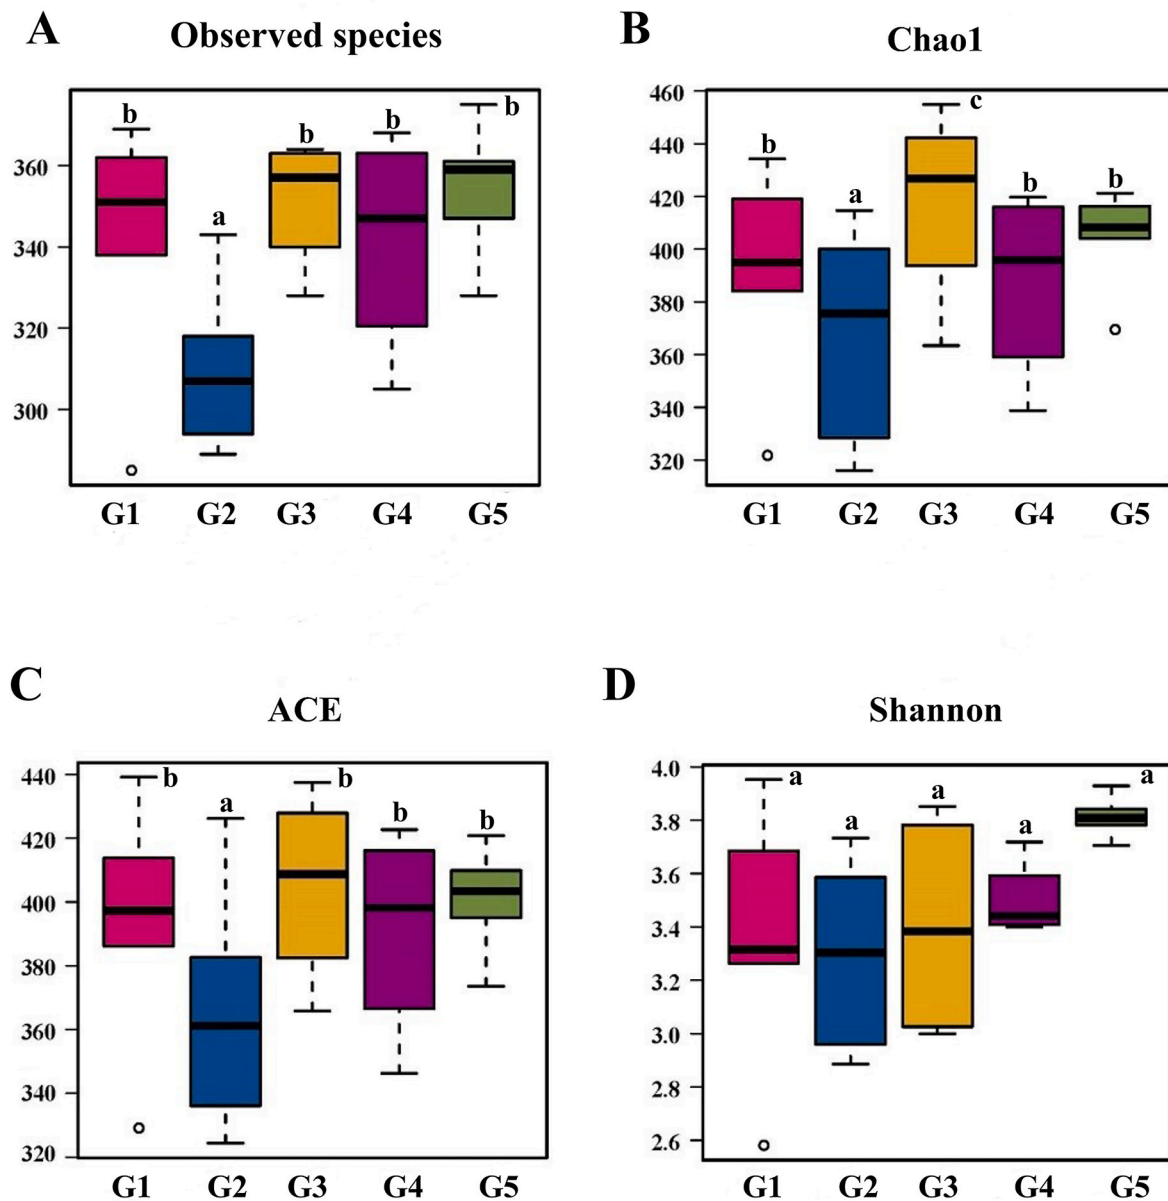 A
Observed species
b
a
b
b
b
360
340
320
300
G1 G2 G3 G4 G5
B
Chao1
460
440
420
400
380
360
340
320
b
a
c
b
b
G1 G2 G3 G4 G5
C
ACE
440
420
400
380
360
340
320
b
a
b
b
b
G1 G2 G3 G4 G5
D
Shannon
4.0
3.8
3.6
3.4
3.2
3.0
2.8
2.6
a
a
a
a
a
G1 G2 G3 G4 G5